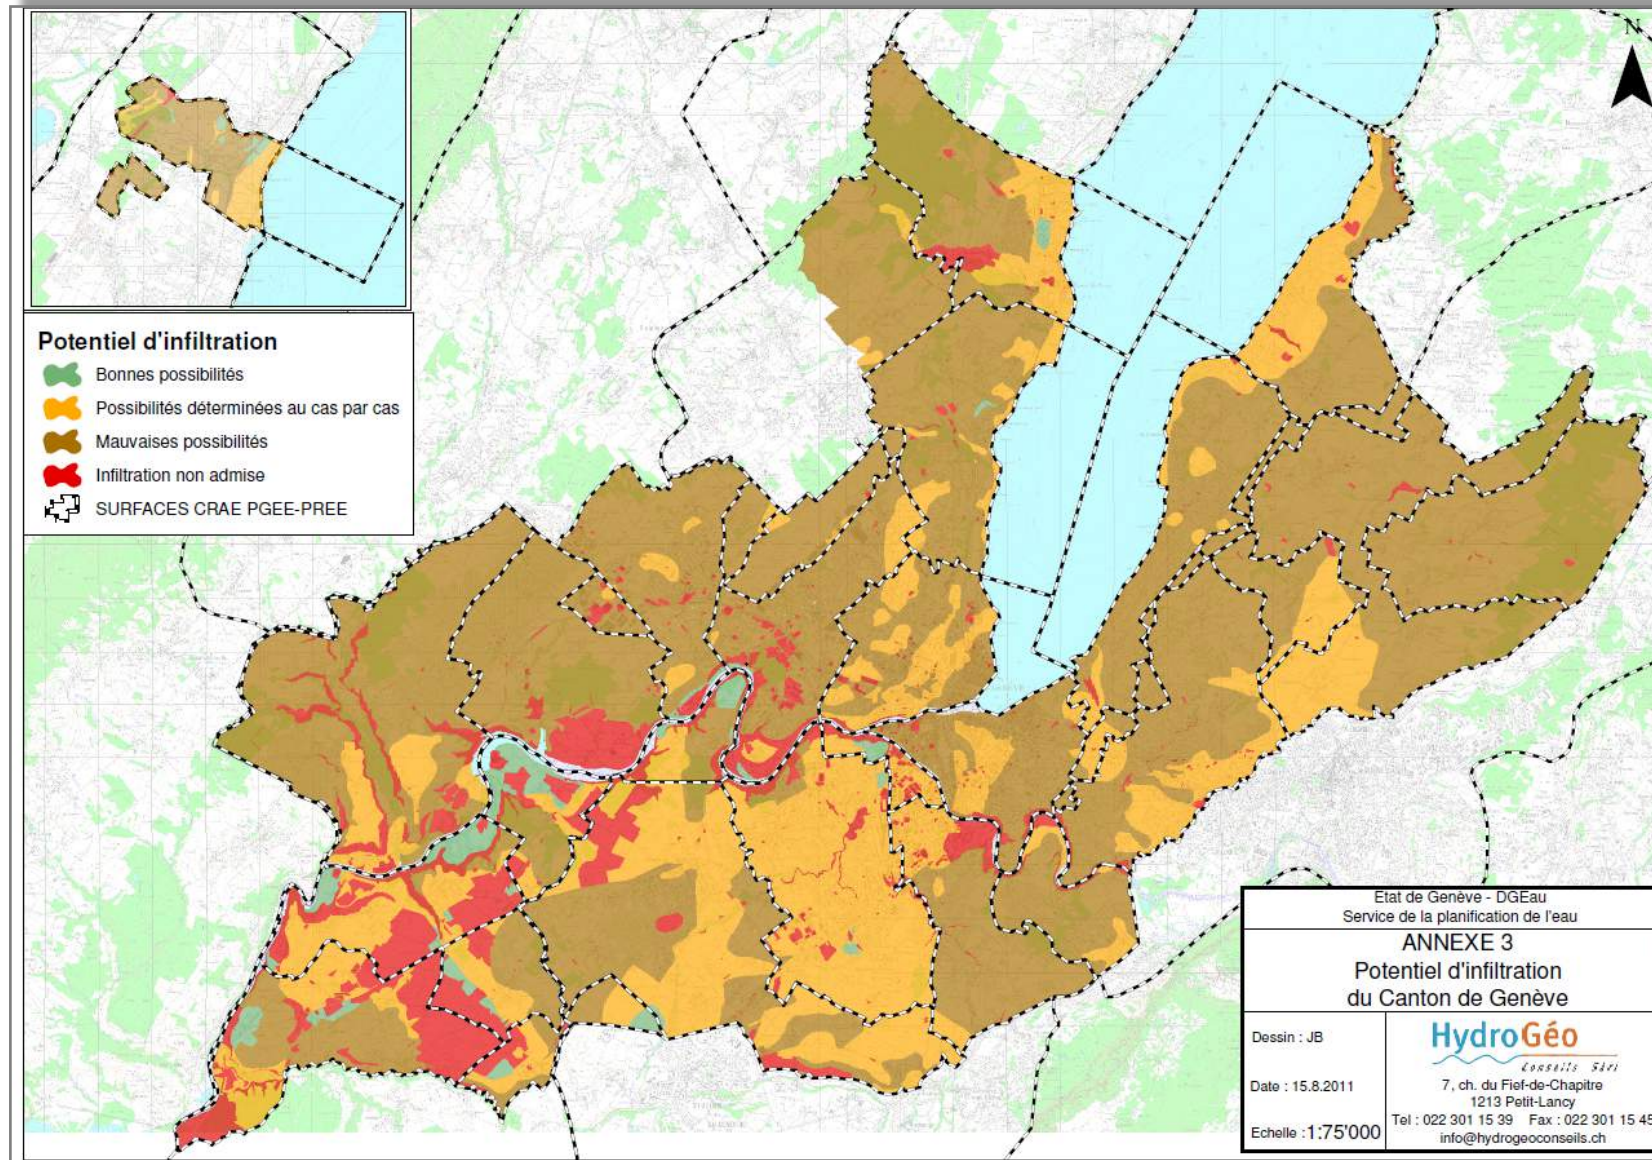 N
Potentiel d'infiltration
Bonnes possibilités
Possibilités déterminées au cas par cas
Mauvaises possibilités
Infiltration non admise
SURFACES CRAE PGEE-PREE
Etat de Genève - DGEau
Service de la planification de l'eau
ANNEXE 3
Potentiel d'infiltration
du Canton de Genève
Dessin : JB
Date : 15.8.2011
Echelle : 1:75'000
HydroGéo
Conseils Sàrl
7, ch. du Fief-de-Chapitre
1213 Petit-Lancy
Tel : 022 301 15 39 Fax : 022 301 15 45
info@hydrogeoconseils.ch